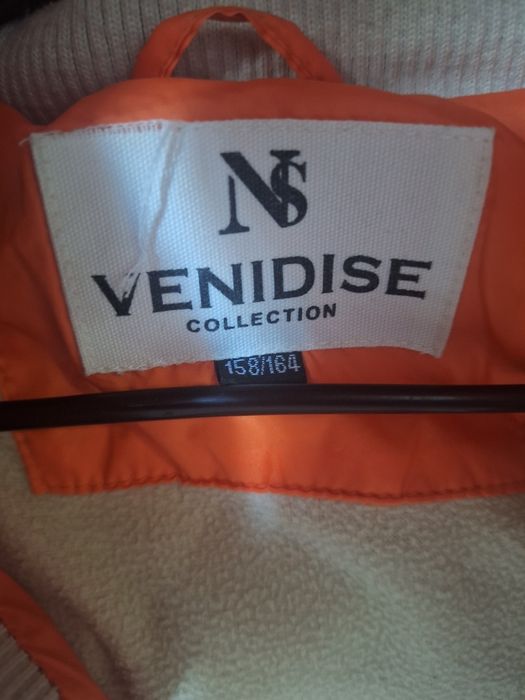 NS
VENIDISE
COLLECTION
158/164